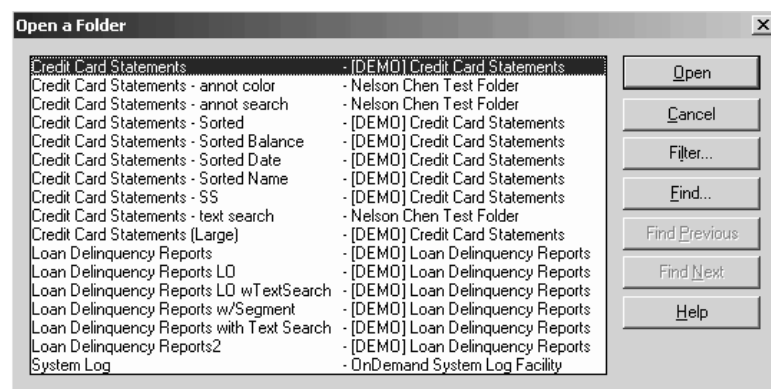 Open a Folder
Credit Card Statements - [DEMO] Credit Card Statements
Credit Card Statements - annot color - Nelson Chen Test Folder
Credit Card Statements - annot search - Nelson Chen Test Folder
Credit Card Statements - Sorted - [DEMO] Credit Card Statements
Credit Card Statements - Sorted Balance - [DEMO] Credit Card Statements
Credit Card Statements - Sorted Date - [DEMO] Credit Card Statements
Credit Card Statements - Sorted Name - [DEMO] Credit Card Statements
Credit Card Statements - SS - [DEMO] Credit Card Statements
Credit Card Statements - text search - Nelson Chen Test Folder
Credit Card Statements (Large) - [DEMO] Credit Card Statements
Loan Delinquency Reports - [DEMO] Loan Delinquency Reports
Loan Delinquency Reports LO - [DEMO] Loan Delinquency Reports
Loan Delinquency Reports LO wTextSearch - [DEMO] Loan Delinquency Reports
Loan Delinquency Reports w/Segment - [DEMO] Loan Delinquency Reports
Loan Delinquency Reports with Text Search - [DEMO] Loan Delinquency Reports
Loan Delinquency Reports2 - [DEMO] Loan Delinquency Reports
System Log - OnDemand System Log Facility
Open
Cancel
Filter...
Find...
Find Previous
Find Next
Help